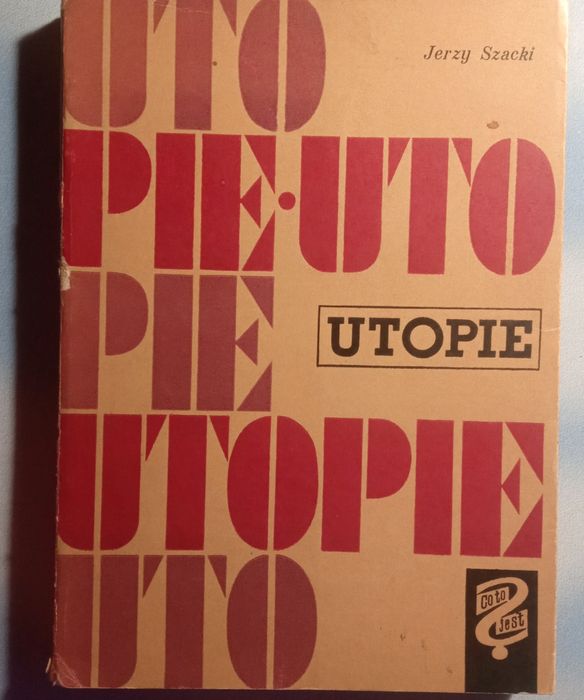 Jerzy Szacki
UTO
PIE·UTO
PIE
UTOPIE
UTOPIE
UTO
Co to
jest
?